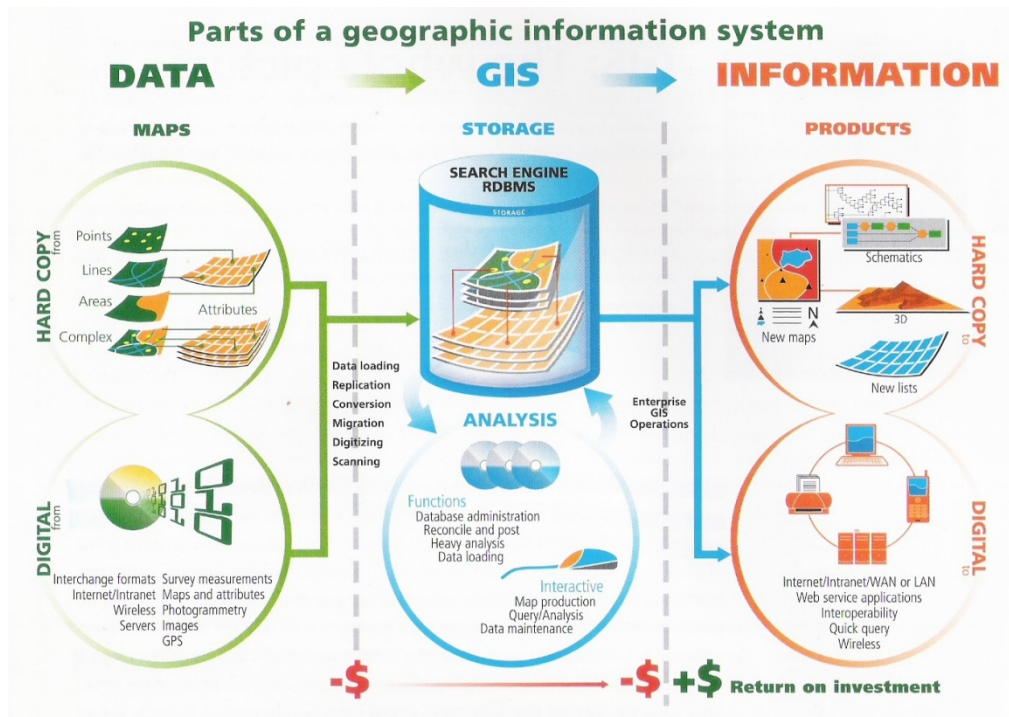 Parts of a geographic information system
DATA
GIS
INFORMATION
MAPS
STORAGE
PRODUCTS
HARD COPY
from
Points
Lines
Areas
Complex
Attributes
DIGITAL
from
Interchange formats
Internet/Intranet
Wireless
Servers
Survey measurements
Maps and attributes
Photogrammetry
Images
GPS
Data loading
Replication
Conversion
Migration
Digitizing
Scanning
SEARCH ENGINE
RDBMS
STORAGE
ANALYSIS
Functions
Database administration
Reconcile and post
Heavy analysis
Data loading
Interactive
Map production
Query/Analysis
Data maintenance
Enterprise
GIS
Operations
HARD COPY
to
Schematics
N
New maps
3D
New lists
DIGITAL
to
Internet/Intranet/WAN or LAN
Web service applications
Interoperability
Quick query
Wireless
-$
-$
+$ Return on investment